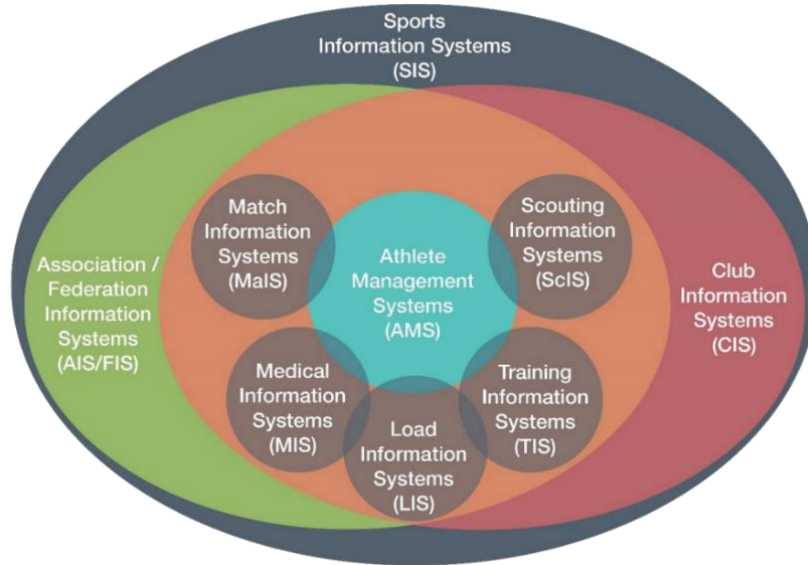 Sports
Information Systems
(SIS)
Match
Information
Systems
(MaIS)
Scouting
Information
Systems
(ScIS)
Athlete
Management
Systems
(AMS)
Association /
Federation
Information
Systems
(AIS/FIS)
Club
Information
Systems
(CIS)
Medical
Information
Systems
(MIS)
Load
Information
Systems
(LIS)
Training
Information
Systems
(TIS)